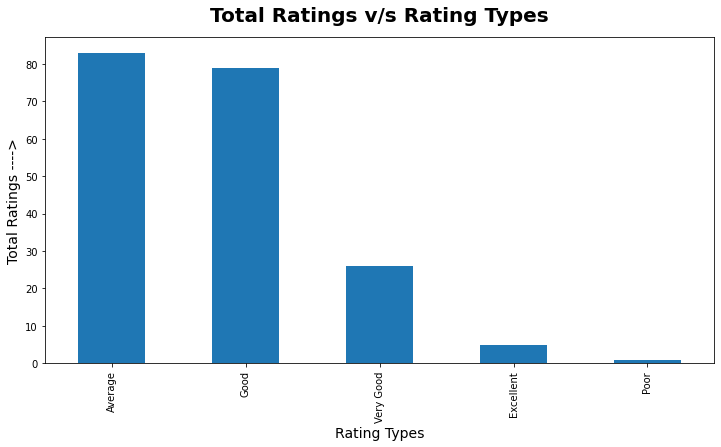 Total Ratings v/s Rating Types
Total Ratings ---->
80
70
60
50
40
30
20
10
0
Average
Good
Very Good
Excellent
Poor
Rating Types